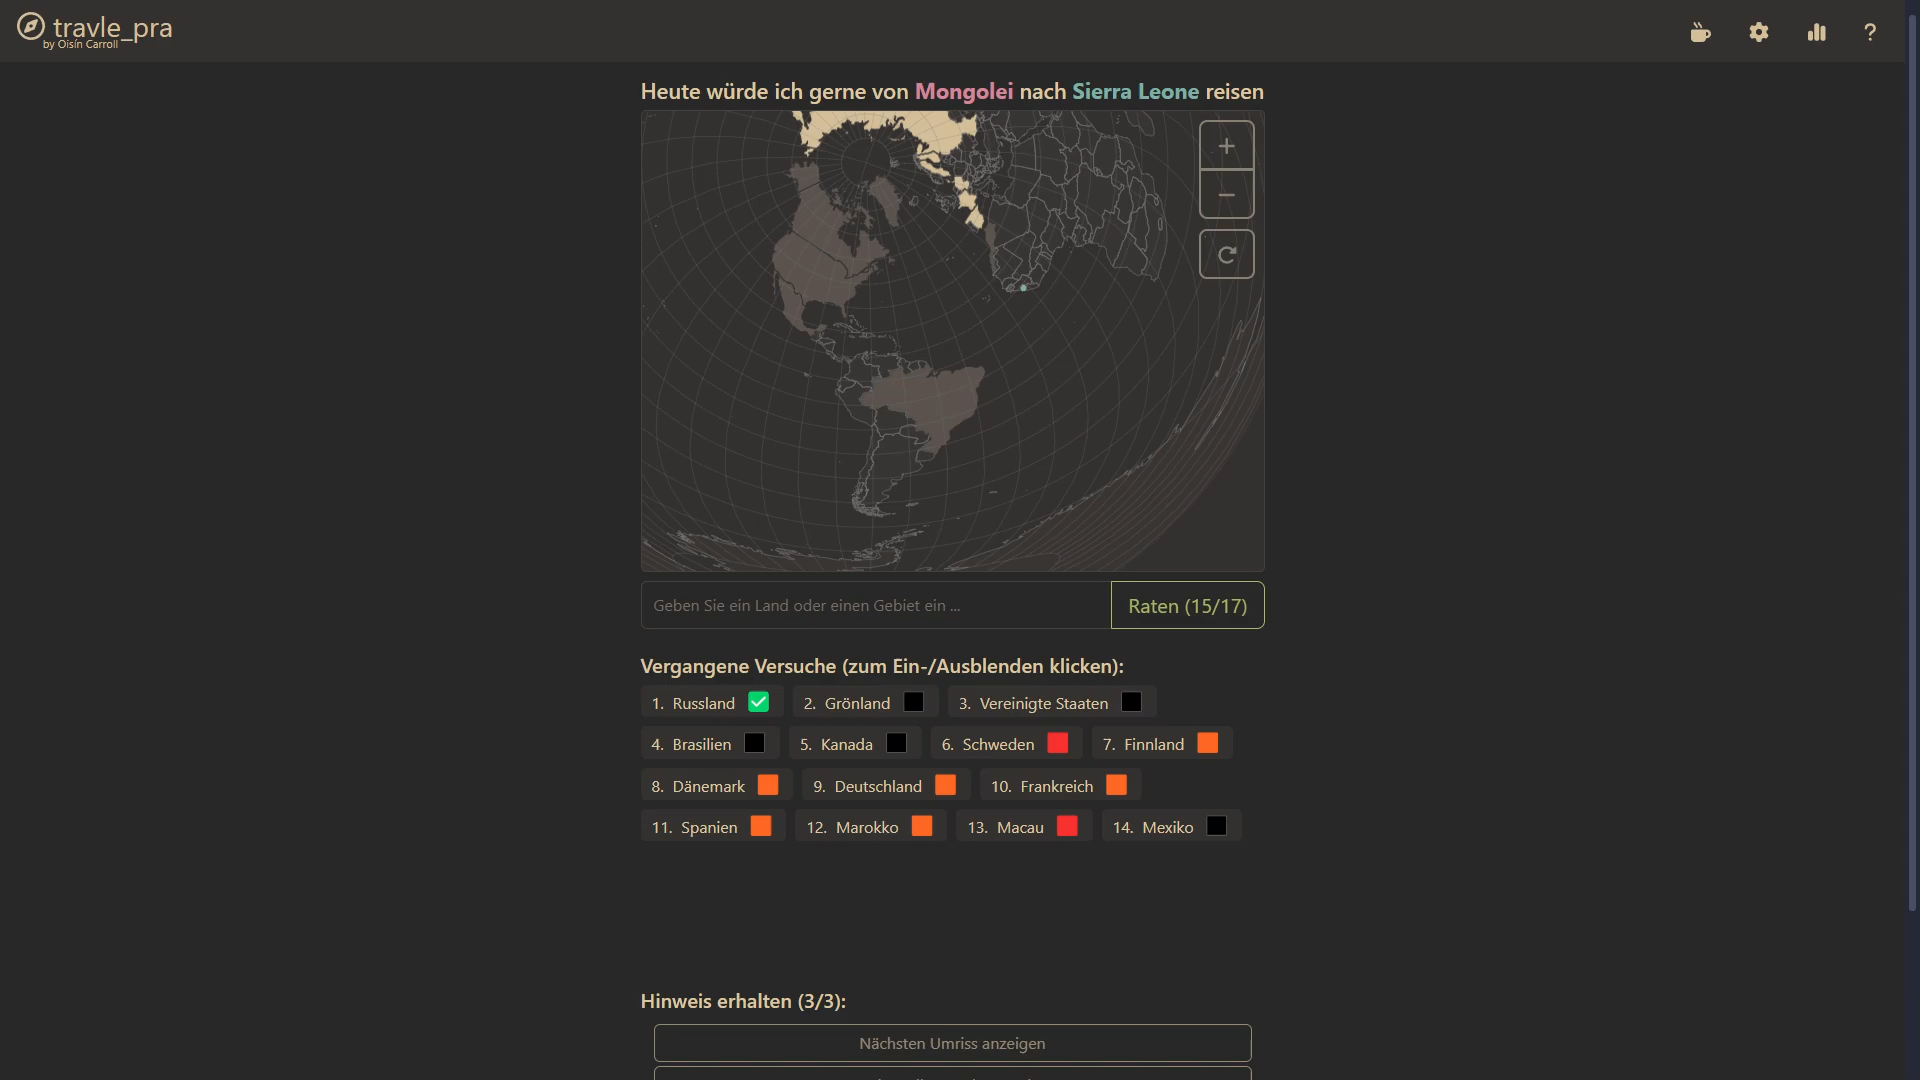 travle_pra
by Oisín Carroll
?
Heute würde ich gerne von Mongolei nach Sierra Leone reisen
+
−
Geben Sie ein Land oder einen Gebiet ein ...
Raten (15/17)
Vergangene Versuche (zum Ein-/Ausblenden klicken):
1. Russland
2. Grönland
3. Vereinigte Staaten
4. Brasilien
5. Kanada
6. Schweden
7. Finnland
8. Dänemark
9. Deutschland
10. Frankreich
11. Spanien
12. Marokko
13. Macau
14. Mexiko
Hinweis erhalten (3/3):
Nächsten Umriss anzeigen